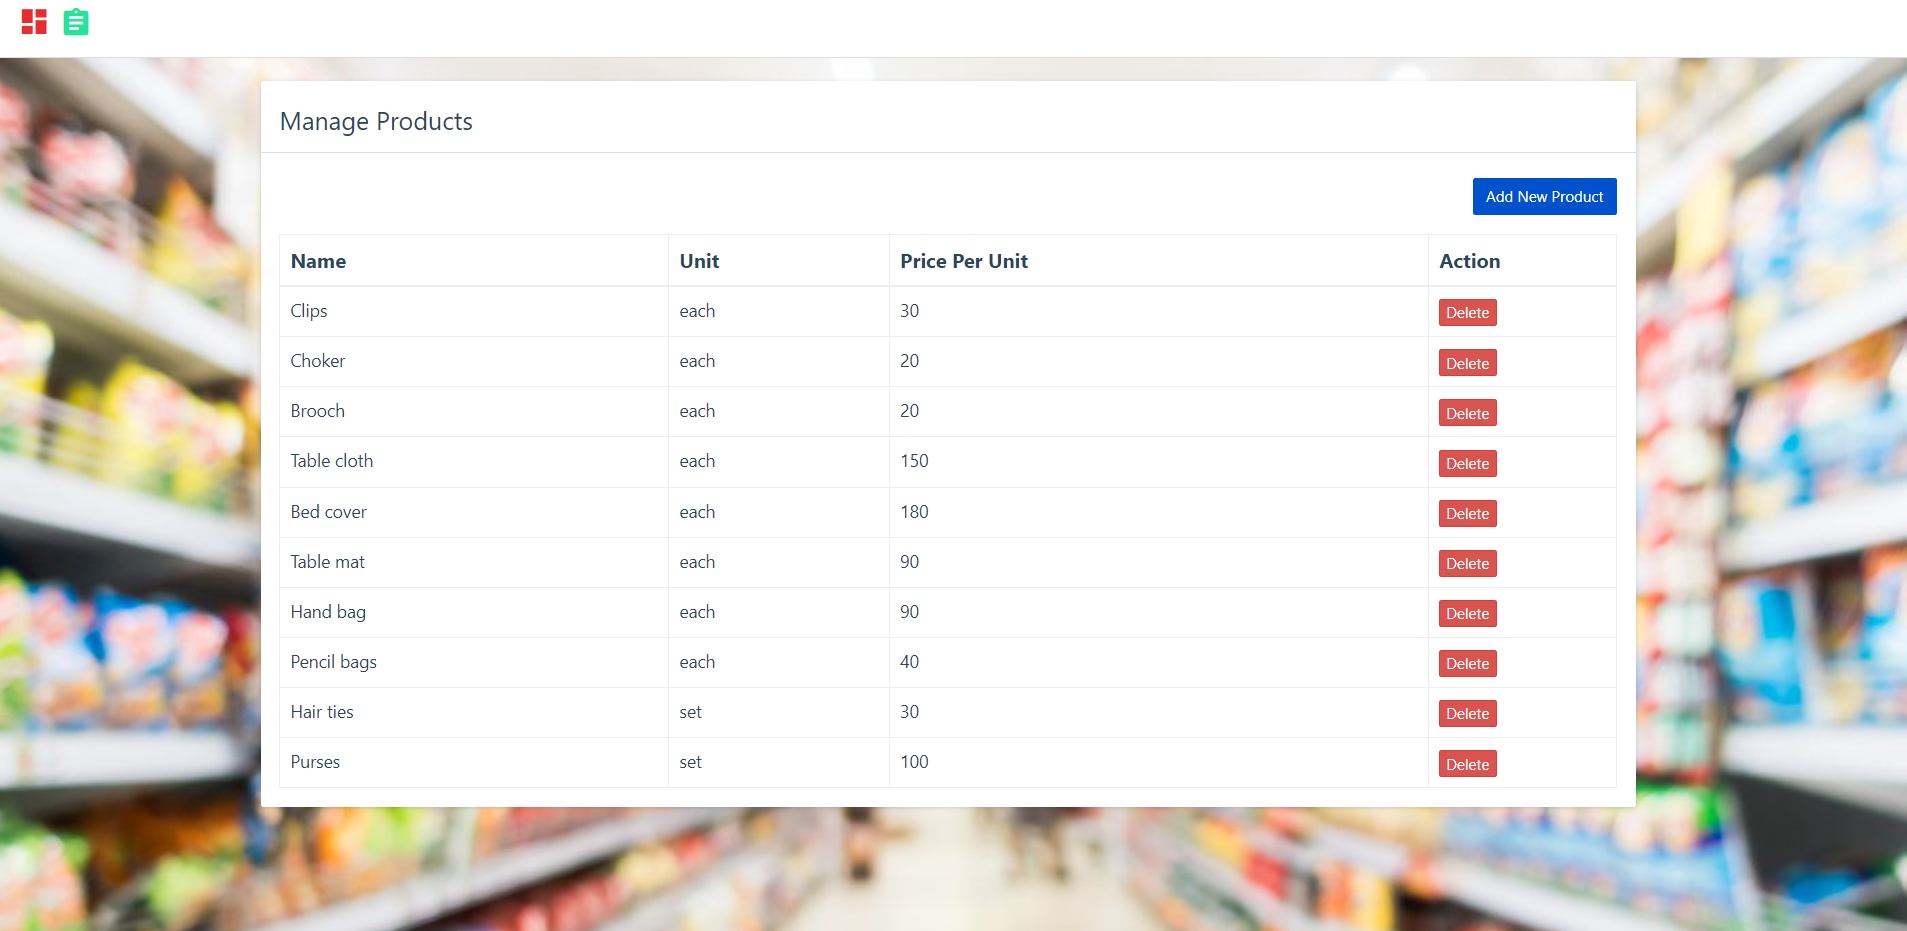 Manage Products
Add New Product
Name Unit Price Per Unit Action
Clips each 30 Delete
Choker each 20 Delete
Brooch each 20 Delete
Table cloth each 150 Delete
Bed cover each 180 Delete
Table mat each 90 Delete
Hand bag each 90 Delete
Pencil bags each 40 Delete
Hair ties set 30 Delete
Purses set 100 Delete